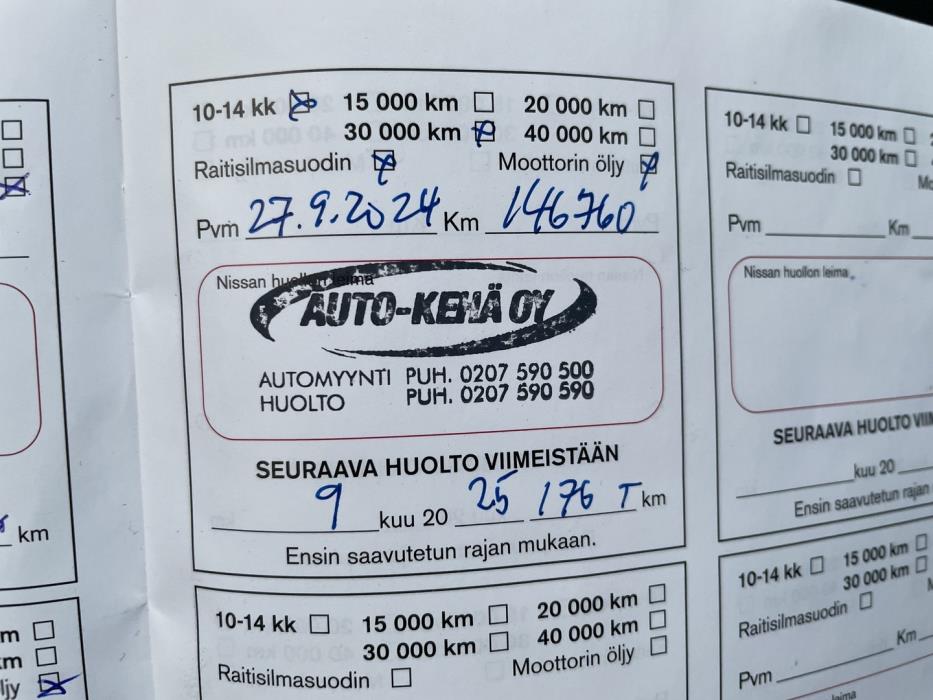 10-14 kk 15 000 km 20 000 km
30 000 km 40 000 km
Raitisilmasuodin Moottorin öljy
Pvm 27.9.2024 Km 146760
Nissan huollon leima
AUTO-KEHÄ OY
AUTOMYYNTI PUH. 0207 590 500
HUOLTO PUH. 0207 590 590
SEURAAVA HUOLTO VIIMEISTÄÄN
9 kuu 20 25 176 T km
Ensin saavutetun rajan mukaan.
10-14 kk 15 000 km 20 000 km
30 000 km 40 000 km
Raitisilmasuodin Moottorin öljy
10-14 kk 15 000 km
30 000 km
Raitisilmasuodin
Pvm Km
Nissan huollon leima
SEURAAVA HUOLTO
kuu 20
Ensin saavutetun rajan
10-14 kk 15 000 km
30 000 km
Raitisilmasuodin
Pvm Km
leima
km
m
km
ljy